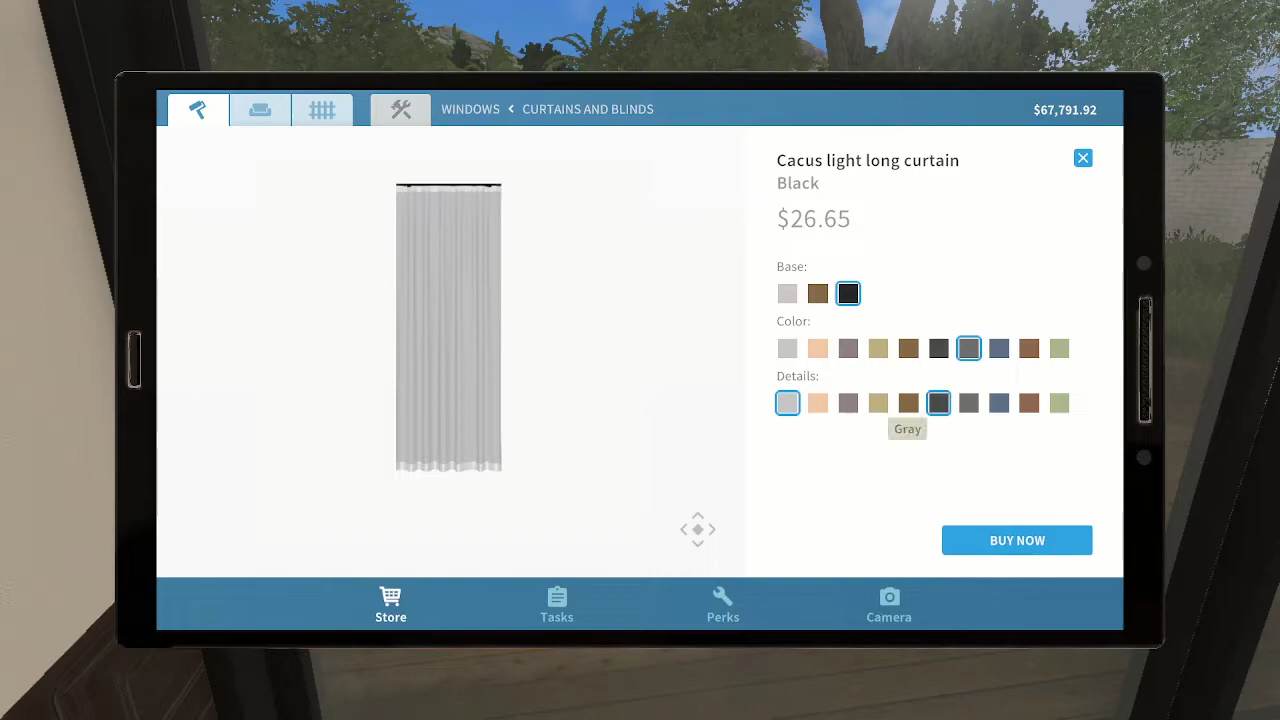 WINDOWS < CURTAINS AND BLINDS
$67,791.92
Cacus light long curtain
Black
$26.65
Base:
Color:
Details:
Gray
BUY NOW
Store
Tasks
Perks
Camera